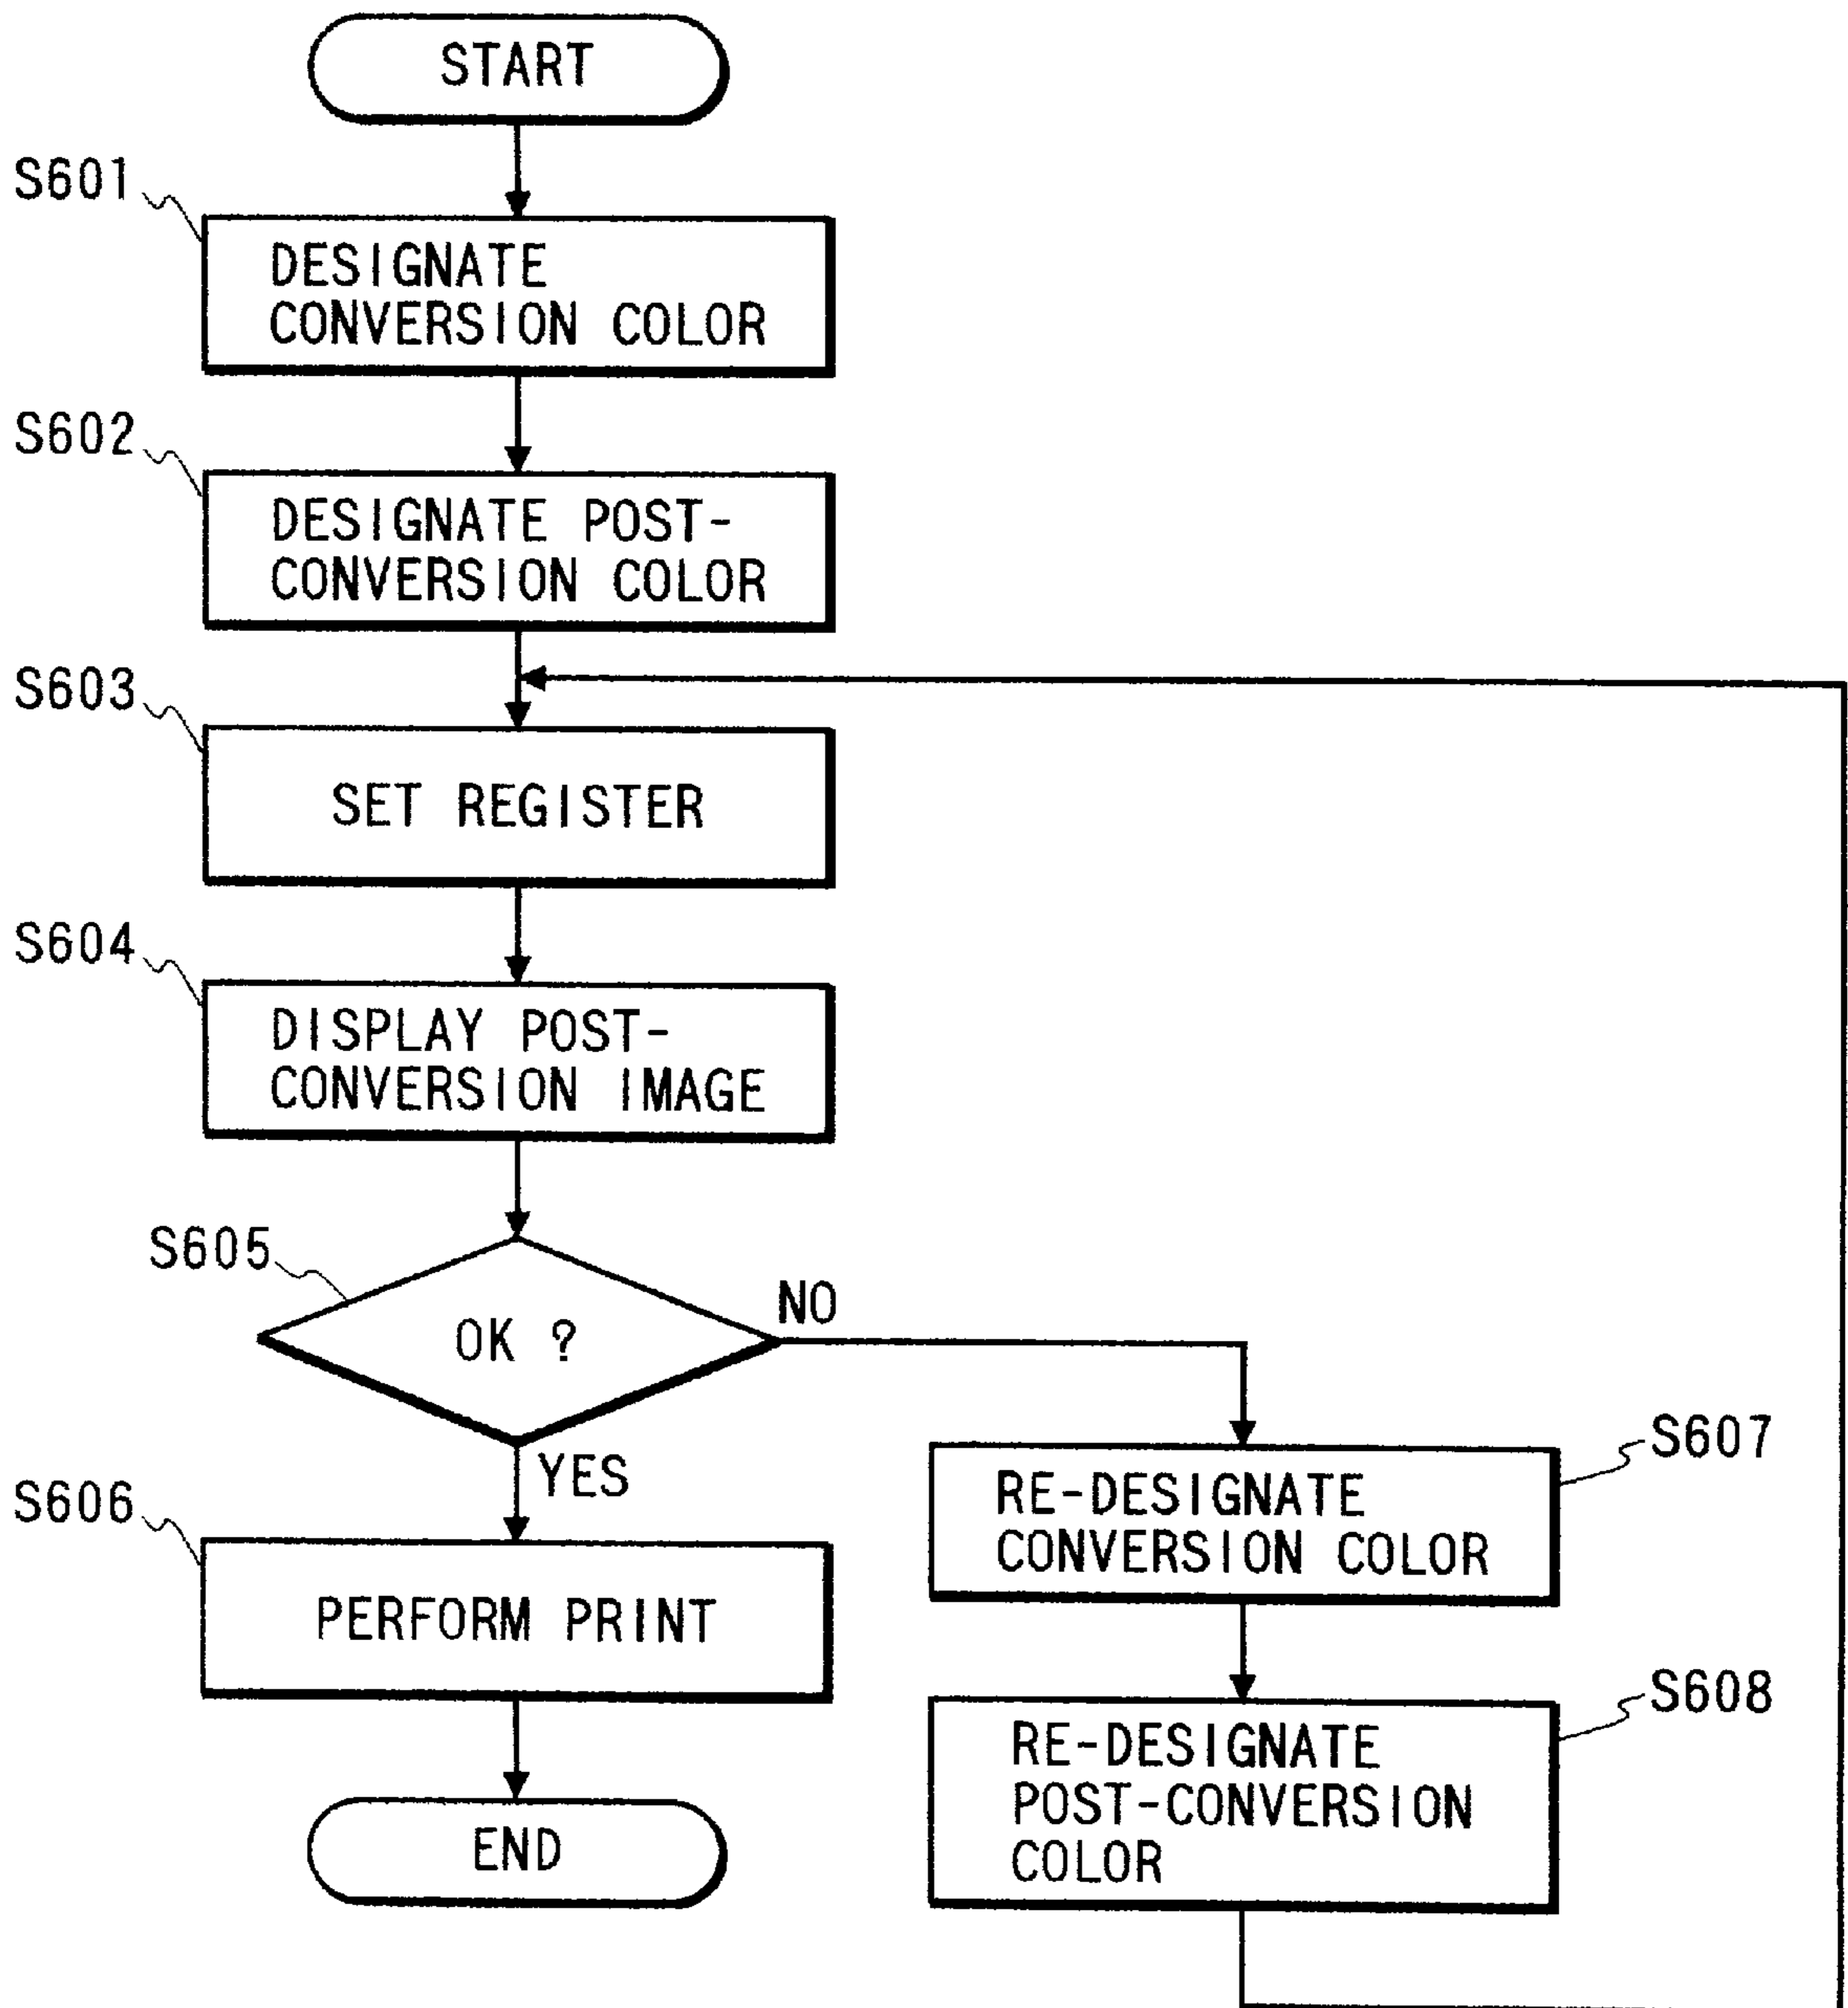 START
S601
DESIGNATE
CONVERSION COLOR
S602
DESIGNATE POST-
CONVERSION COLOR
S603
SET REGISTER
S604
DISPLAY POST-
CONVERSION IMAGE
S605
OK ?
NO
YES
S606
PERFORM PRINT
END
S607
RE-DESIGNATE
CONVERSION COLOR
S608
RE-DESIGNATE
POST-CONVERSION
COLOR